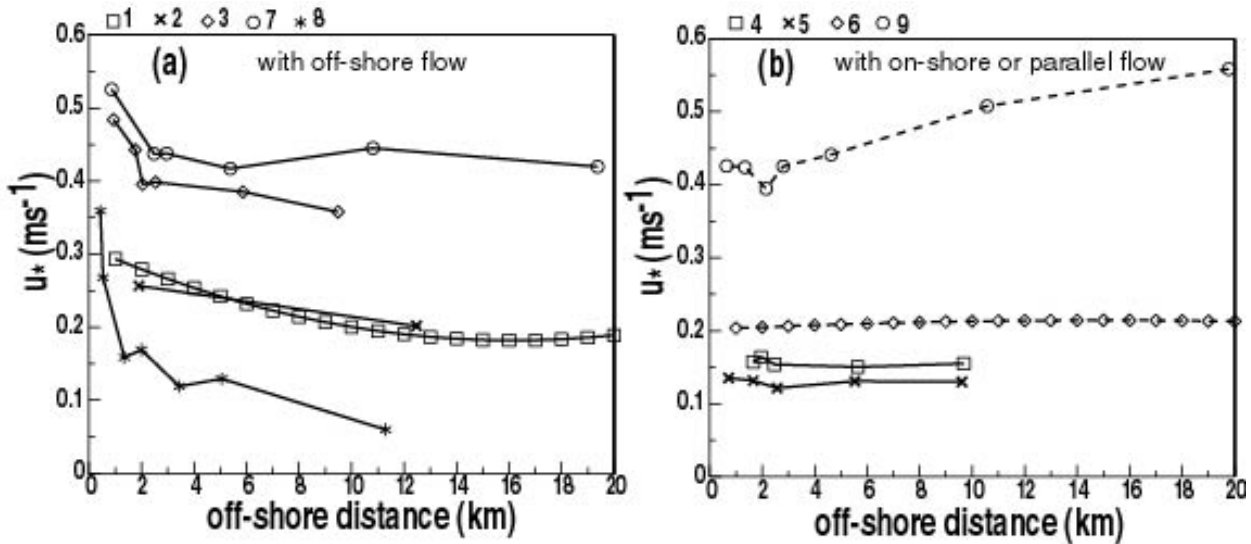 1 2 3 7 8
(a) with off-shore flow
0.6
0.5
0.4
0.3
0.2
0.1
0
u* (ms-1)
0 2 4 6 8 10 12 14 16 18 20
off-shore distance (km)
4 5 6 9
(b) with on-shore or parallel flow
0.6
0.5
0.4
0.3
0.2
0.1
0
u* (ms-1)
0 2 4 6 8 10 12 14 16 18 20
off-shore distance (km)